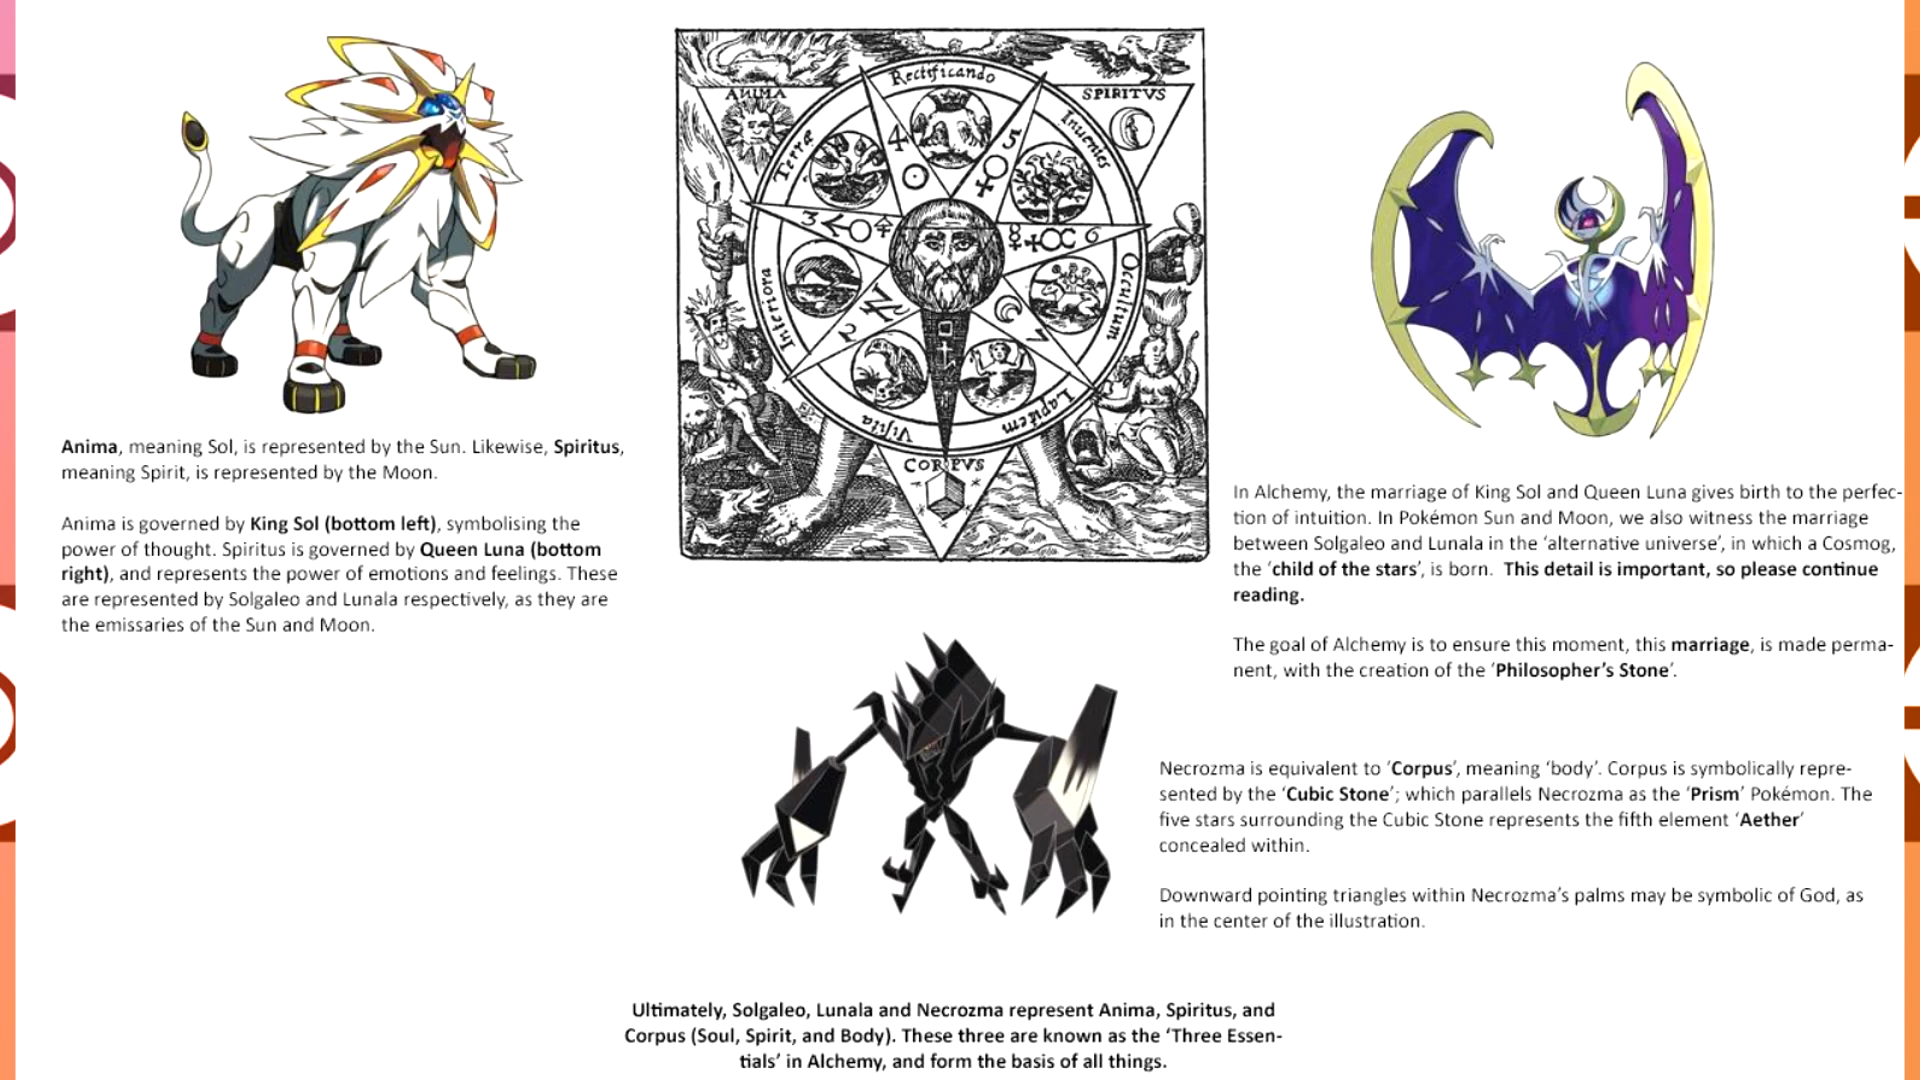 ANIMA
SPIRITVS
Rectificando
Terra
Inuenies
4
5
3
6
Interiora
Occultum
2
7
Visita
Lapidem
CORPVS
Anima, meaning Sol, is represented by the Sun. Likewise, Spiritus,
meaning Spirit, is represented by the Moon.
Anima is governed by King Sol (bottom left), symbolising the
power of thought. Spiritus is governed by Queen Luna (bottom
right), and represents the power of emotions and feelings. These
are represented by Solgaleo and Lunala respectively, as they are
the emissaries of the Sun and Moon.
In Alchemy, the marriage of King Sol and Queen Luna gives birth to the perfec-
tion of intuition. In Pokémon Sun and Moon, we also witness the marriage
between Solgaleo and Lunala in the ‘alternative universe’, in which a Cosmog,
the ‘child of the stars’, is born. This detail is important, so please continue
reading.
The goal of Alchemy is to ensure this moment, this marriage, is made perma-
nent, with the creation of the ‘Philosopher’s Stone’.
Necrozma is equivalent to ‘Corpus’, meaning ‘body’. Corpus is symbolically repre-
sented by the ‘Cubic Stone’; which parallels Necrozma as the ‘Prism’ Pokémon. The
five stars surrounding the Cubic Stone represents the fifth element ‘Aether’
concealed within.
Downward pointing triangles within Necrozma’s palms may be symbolic of God, as
in the center of the illustration.
Ultimately, Solgaleo, Lunala and Necrozma represent Anima, Spiritus, and
Corpus (Soul, Spirit, and Body). These three are known as the ‘Three Essen-
tials’ in Alchemy, and form the basis of all things.